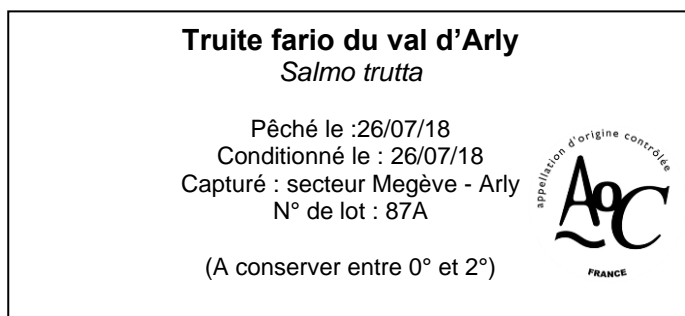 Truite fario du val d’Arly
Salmo trutta
Pêché le :26/07/18
Conditionné le : 26/07/18
Capturé : secteur Megève - Arly
N° de lot : 87A
(A conserver entre 0° et 2°)
appellation d'origine contrôlée
AOC
FRANCE